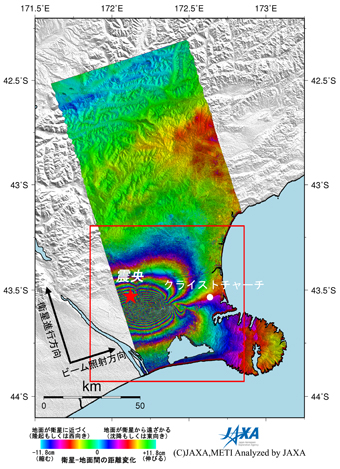 171.5°E 172°E 172.5°E 173°E
42.5°S 42.5°S
43°S 43°S
震央
クライストチャーチ
43.5°S 43.5°S
衛星進行方向
ビーム照射方向
km
0 50
44°S 44°S
地面が衛星に近づく 地面が衛星から遠ざかる
(隆起もしくは西向き) (沈降もしくは東向き)
-11.8cm +11.8cm
(縮む) 衛星-地面間の距離変化 (伸びる)
JAXA
(C)JAXA,METI Analyzed by JAXA